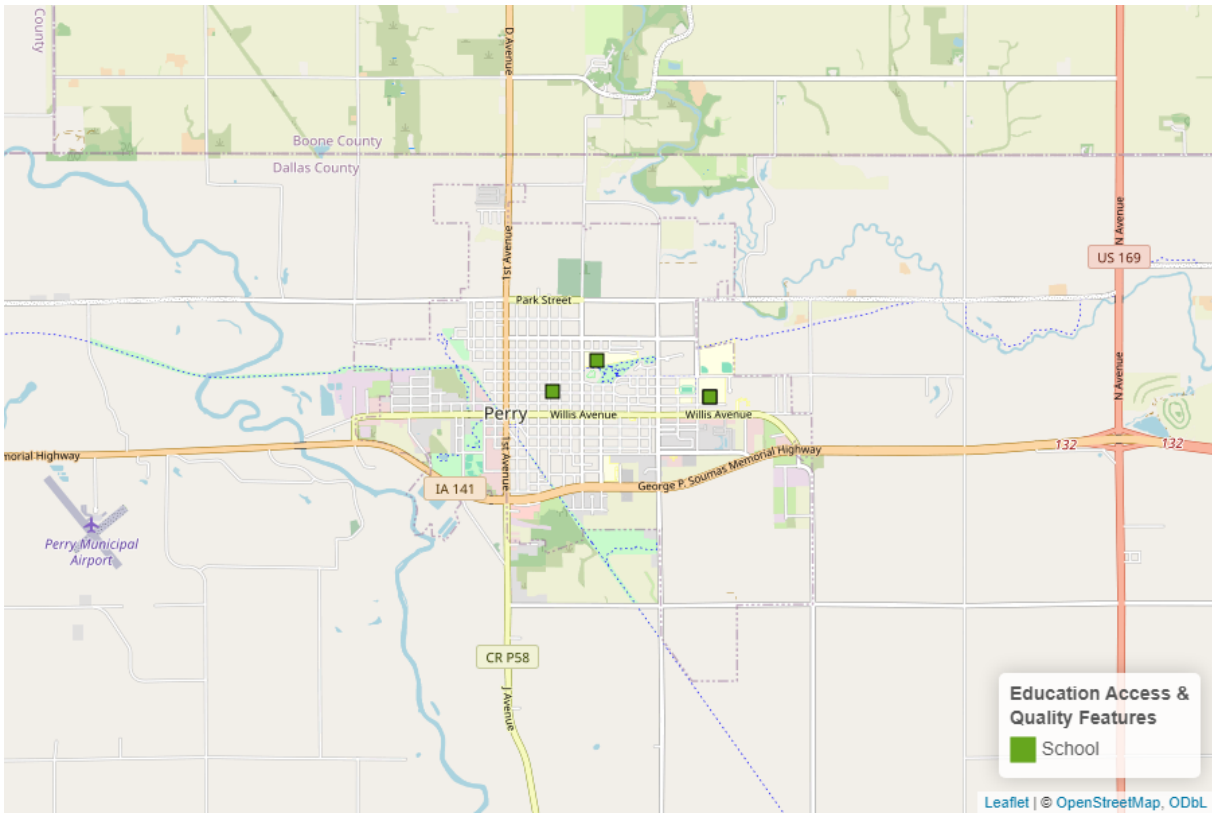 County
D Avenue
Boone County
Dallas County
N Avenue
1st Avenue
US 169
Park Street
N Avenue
Perry
Willis Avenue
Willis Avenue
1st Avenue
morial Highway
132
132
George P. Soumas Memorial Highway
IA 141
Perry Municipal
Airport
CR P58
J Avenue
Education Access &
Quality Features
School
Leaflet | © OpenStreetMap, ODbL